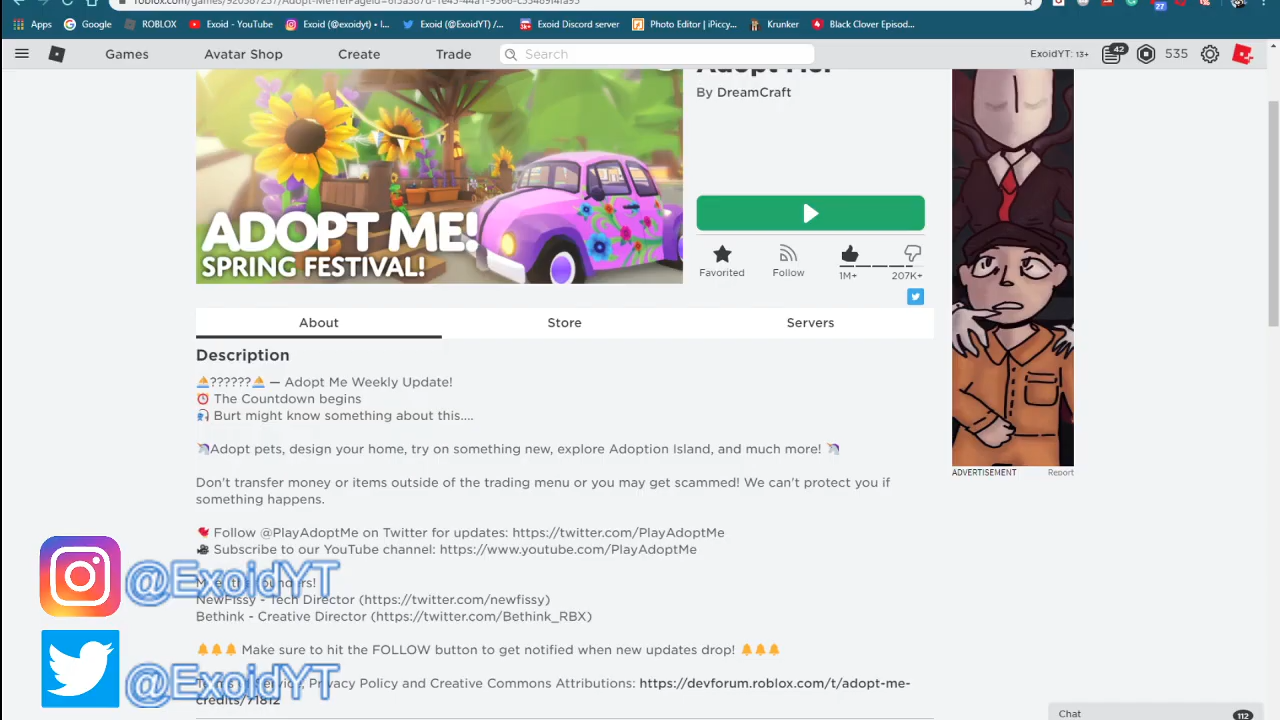 Apps Google ROBLOX Exoid - YouTube Exoid (@exoidyt) • I... Exoid (@ExoidYT) /... Exoid Discord Server Photo Editor | iPiccy... Krunker Black Clover Episod...
Games Avatar Shop Create Trade Search ExoidYT: 13+ 42 535
By DreamCraft
ADOPT ME!
SPRING FESTIVAL!
Favorited Follow 1M+ 207K+
About Store Servers
Description
??????  — Adopt Me Weekly Update!
The Countdown begins
Burt might know something about this....
Adopt pets, design your home, try on something new, explore Adoption Island, and much more!
Don't transfer money or items outside of the trading menu or you may get scammed! We can't protect you if
something happens.
ADVERTISEMENT Report
Follow @PlayAdoptMe on Twitter for updates: https://twitter.com/PlayAdoptMe
Subscribe to our YouTube channel: https://www.youtube.com/PlayAdoptMe
@ExoidYT
NewFissy - Tech Director (https://twitter.com/newfissy)
Bethink - Creative Director (https://twitter.com/Bethink_RBX)
Make sure to hit the FOLLOW button to get notified when new updates drop!
@ExoidYT
Privacy Policy and Creative Commons Attributions: https://devforum.roblox.com/t/adopt-me-
credits/71812
Chat 112